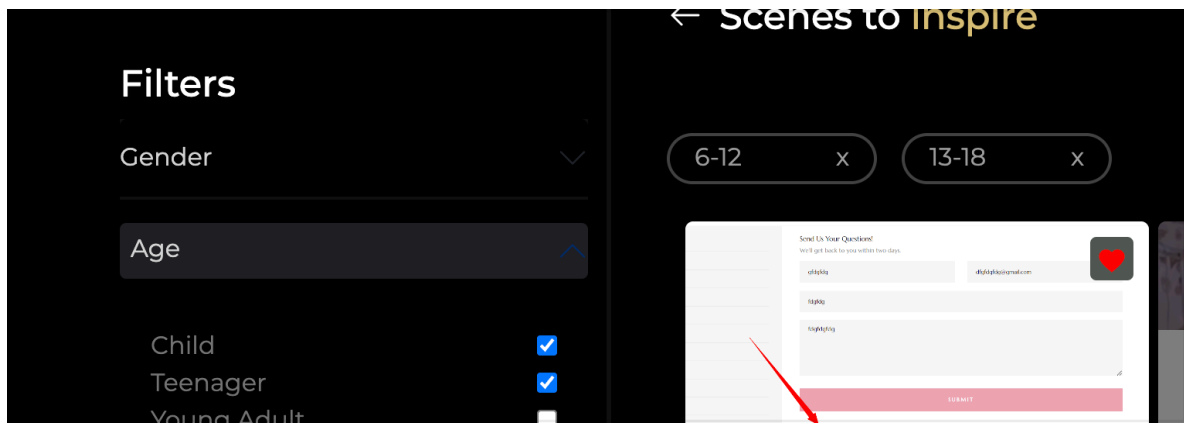 Filters
Gender
Age
Child
Teenager
Young Adult
← Scenes to Inspire
6-12 x
13-18 x
Send Us Your Questions!
We'll get back to you within two days.
fdgfdg
SUBMIT